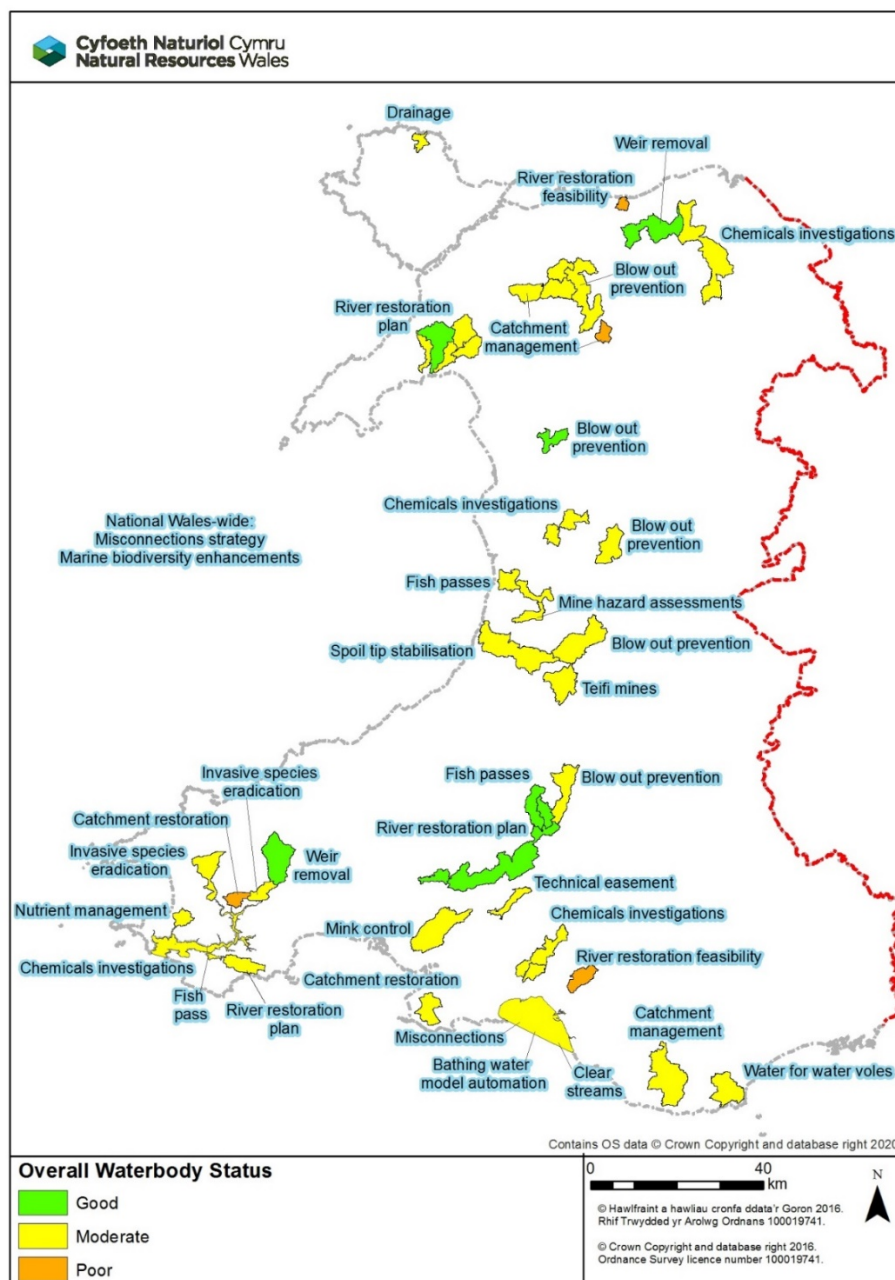 Cyfoeth Naturiol Cymru
Natural Resources Wales
Drainage
Weir removal
River restoration
feasibility
Chemicals investigations
Blow out
prevention
River restoration
plan
Catchment
management
Blow out
prevention
Chemicals investigations
National Wales-wide:
Misconnections strategy
Marine biodiversity enhancements
Blow out
prevention
Fish passes
Mine hazard assessments
Spoil tip stabilisation
Blow out prevention
Teifi mines
Invasive species
eradication
Fish passes
Blow out prevention
Catchment restoration
River restoration plan
Invasive species
eradication
Weir
removal
Technical easement
Nutrient management
Mink control
Chemicals investigations
Chemicals investigations
River restoration feasibility
Fish
pass
River restoration
plan
Catchment restoration
Catchment
management
Misconnections
Bathing water
model automation
Clear
streams
Water for water voles
Contains OS data © Crown Copyright and database right 2020
Overall Waterbody Status
Good
Moderate
Poor
0 40
km
N
© Hawlfraint a hawliau cronfa ddata'r Goron 2016.
Rhif Trwydded yr Arolwg Ordnans 100019741.
© Crown Copyright and database right 2016.
Ordnance Survey licence number 100019741.